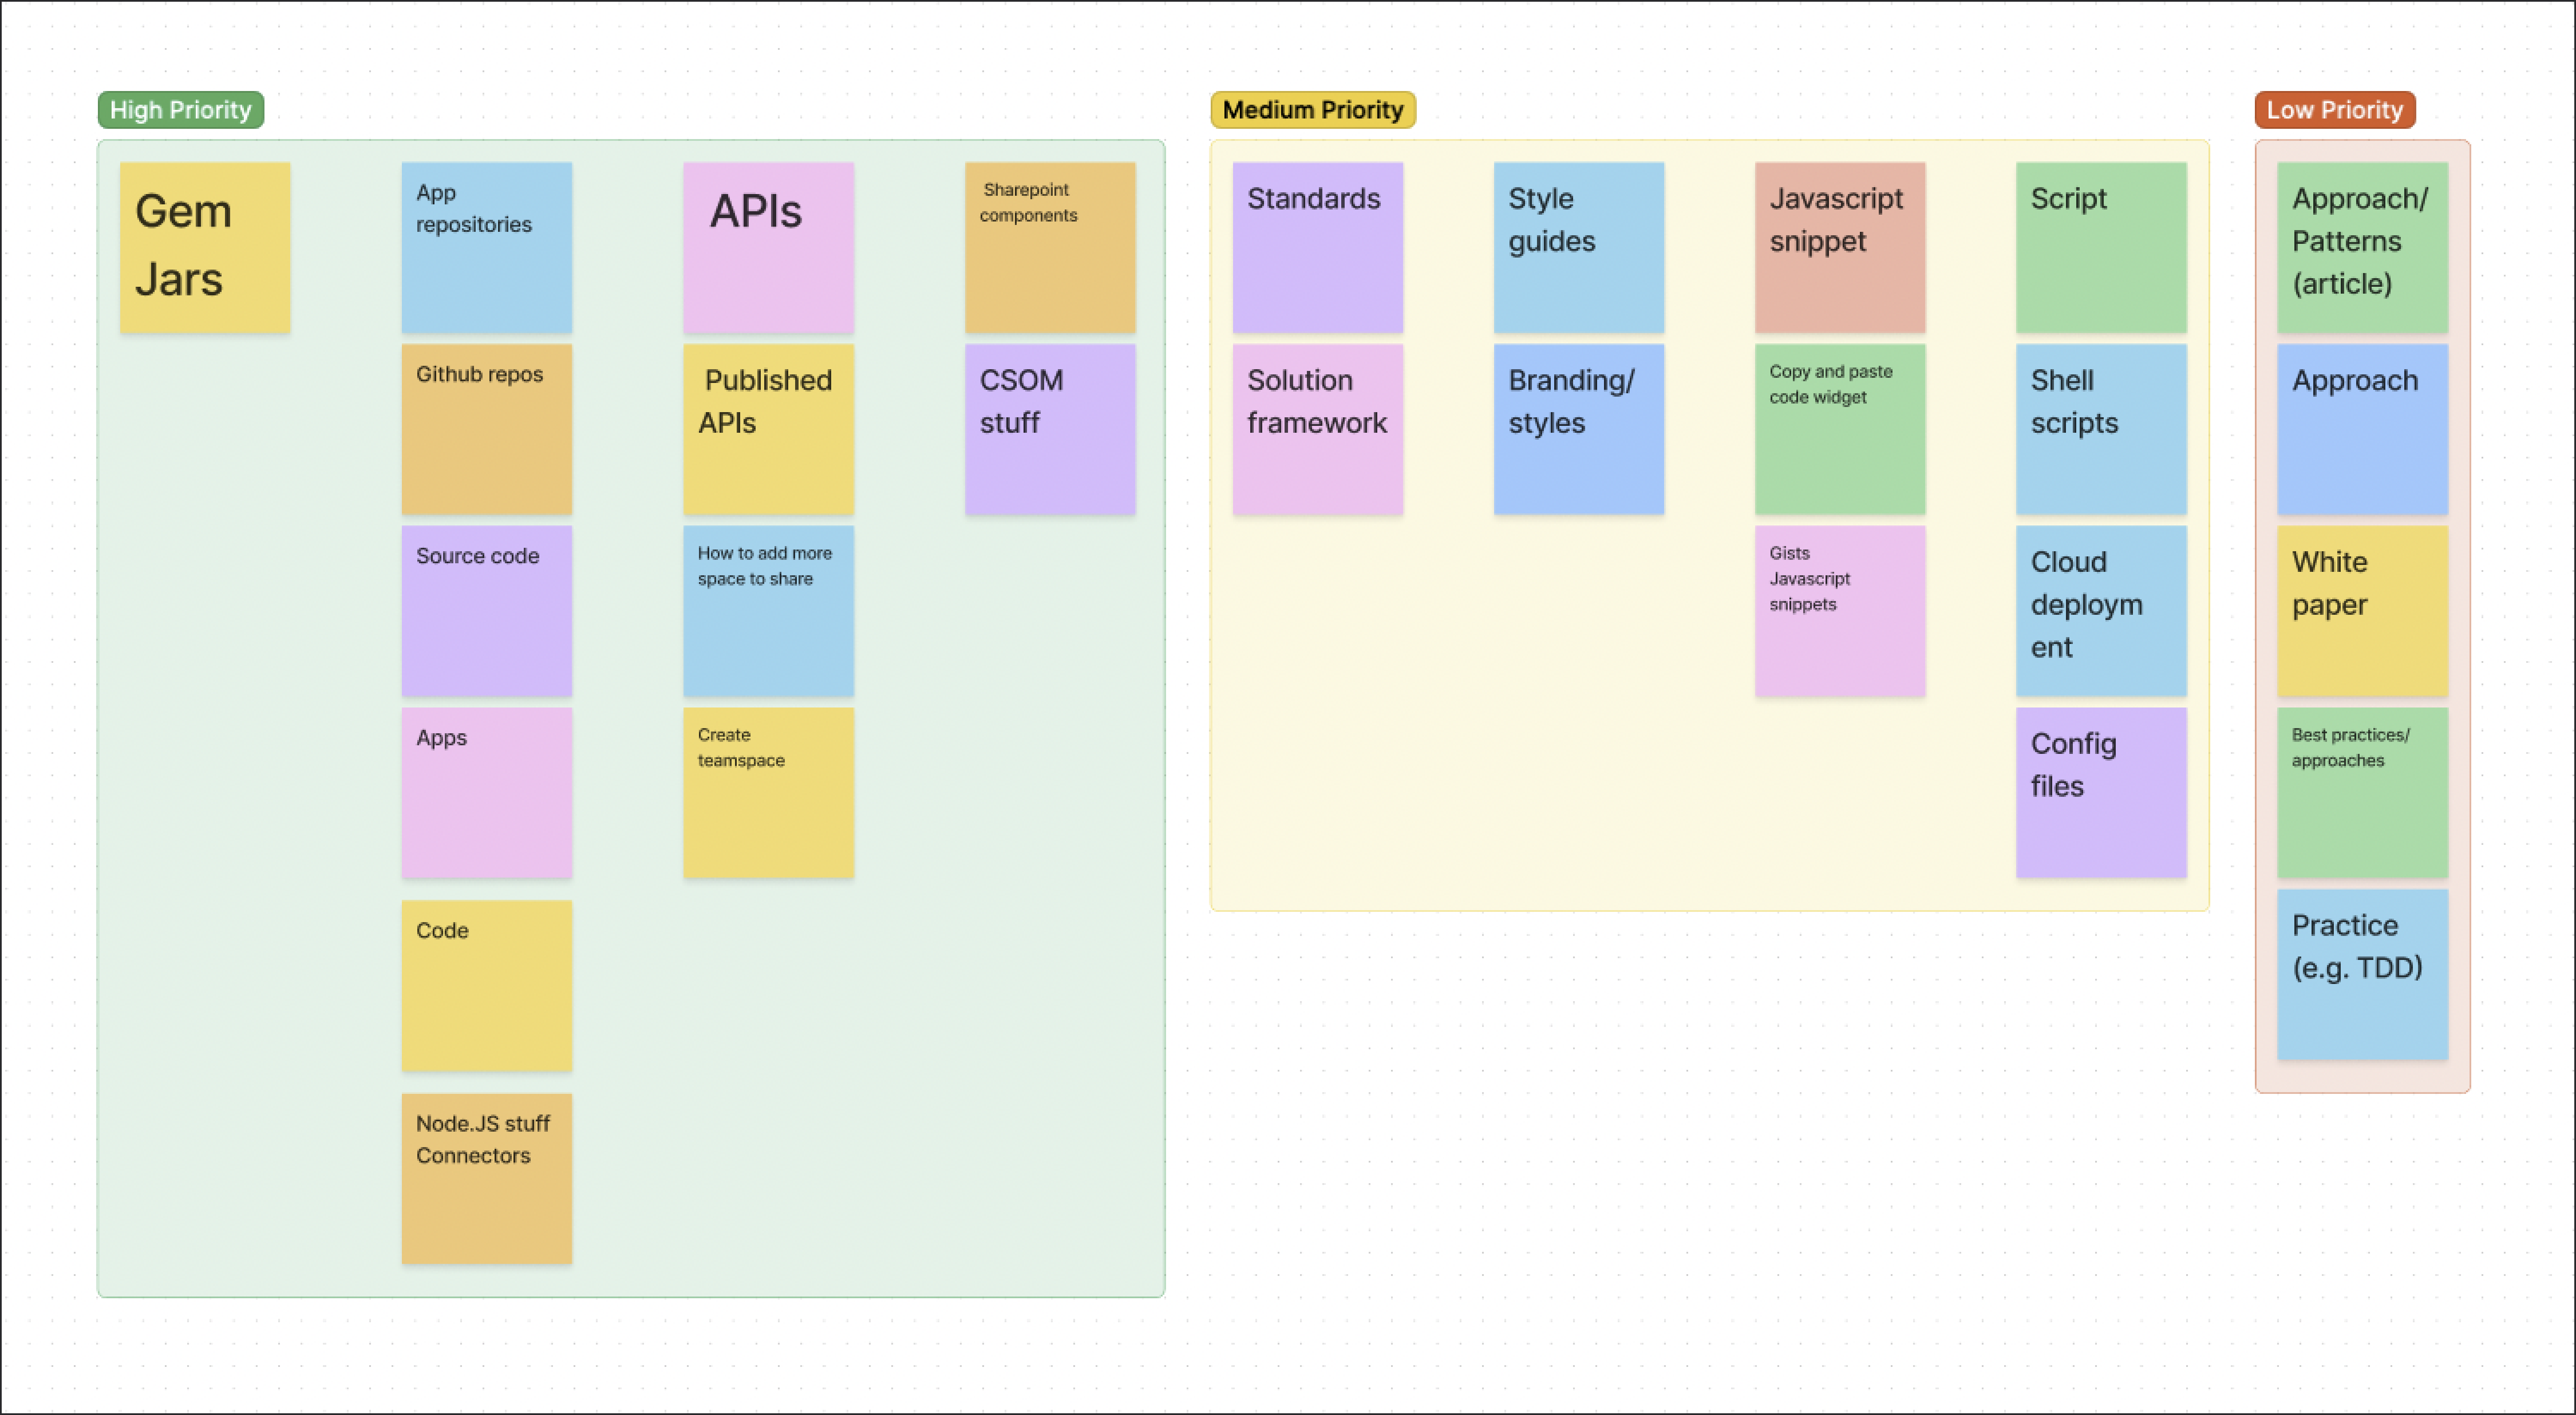 High Priority
Gem
Jars
App
repositories
Github repos
Source code
Apps
Code
Node.JS stuff
Connectors
APIs
Published
APIs
How to add more
space to share
Create
teamspace
Sharepoint
components
CSOM
stuff
Medium Priority
Standards
Solution
framework
Style
guides
Branding/
styles
Javascript
snippet
Copy and paste
code widget
Gists
Javascript
snippets
Script
Shell
scripts
Cloud
deploym
ent
Config
files
Low Priority
Approach/
Patterns
(article)
Approach
White
paper
Best practices/
approaches
Practice
(e.g. TDD)